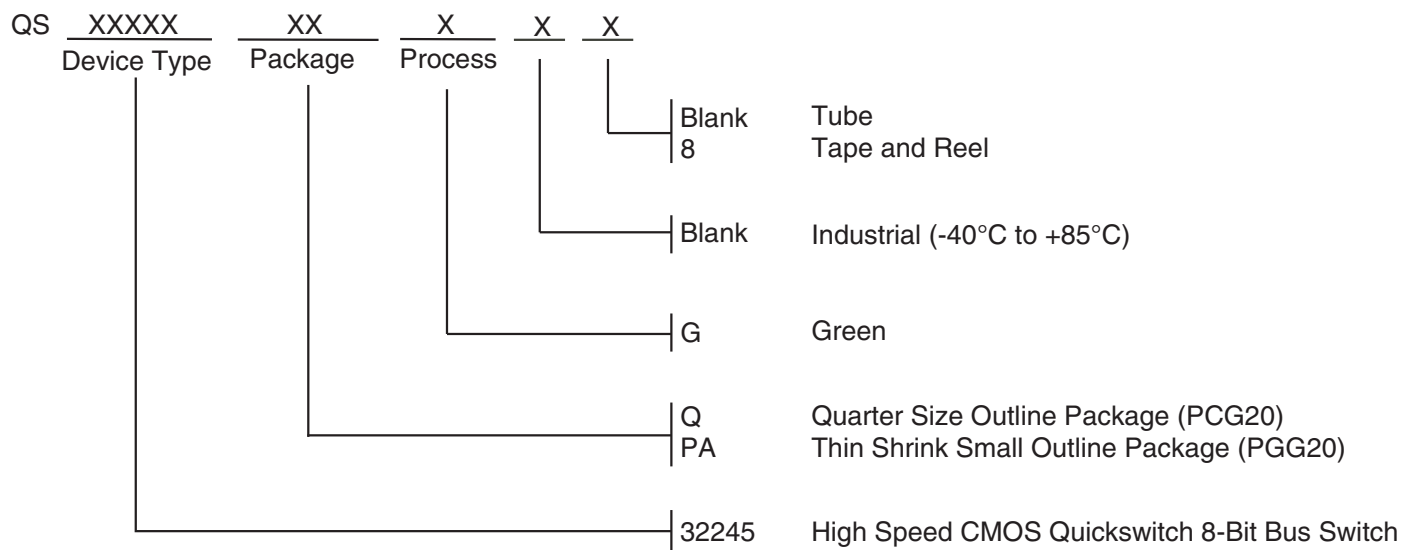 QS XXXXX XX X X X
Device Type Package Process
Blank Tube
8 Tape and Reel
Blank Industrial (-40°C to +85°C)
G Green
Q Quarter Size Outline Package (PCG20)
PA Thin Shrink Small Outline Package (PGG20)
32245 High Speed CMOS Quickswitch 8-Bit Bus Switch